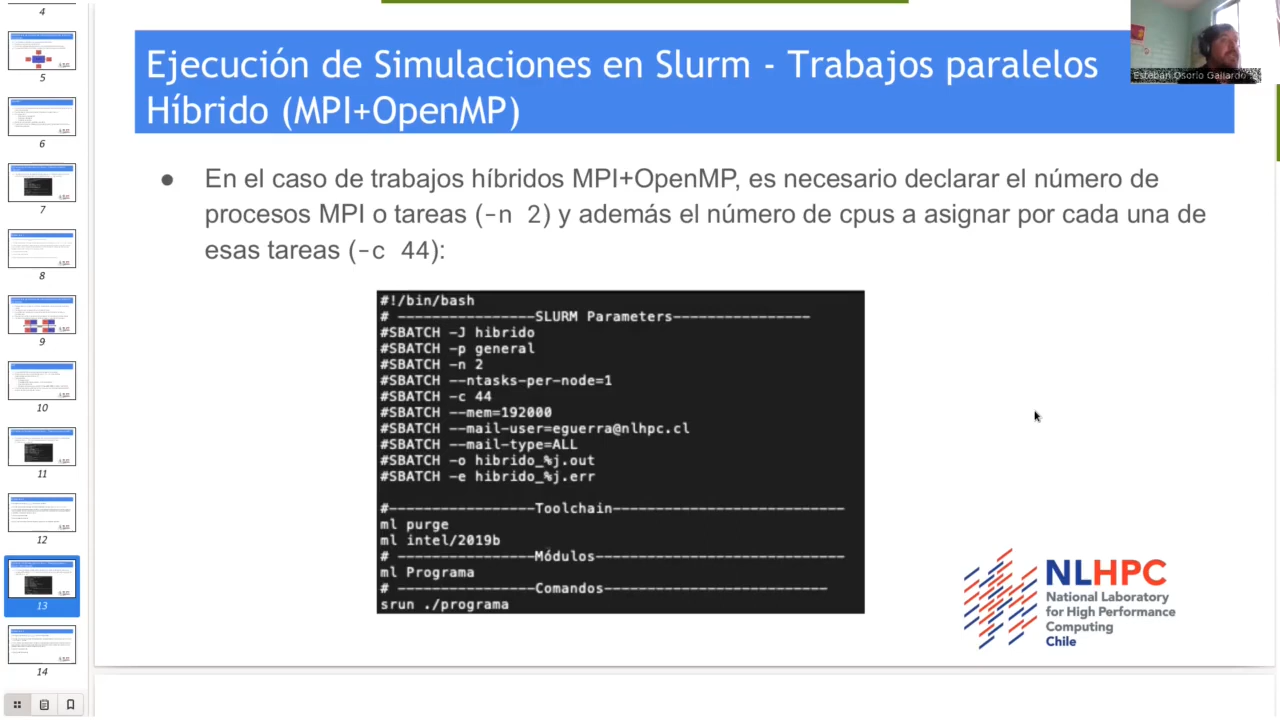 4
5
6
7
8
9
10
11
12
13
14
Ejecución de Simulaciones en Slurm - Trabajos paralelos
Híbrido (MPI+OpenMP)
Esteban Osorio Gallardo
● En el caso de trabajos híbridos MPI+OpenMP, es necesario declarar el número de
procesos MPI o tareas (-n 2) y además el número de cpus a asignar por cada una de
esas tareas (-c 44):
#!/bin/bash
# ----------------SLURM Parameters----------------
#SBATCH -J hibrido
#SBATCH -p general
#SBATCH -n 2
#SBATCH --ntasks-per-node=1
#SBATCH -c 44
#SBATCH --mem=192000
#SBATCH --mail-user=eguerra@nlhpc.cl
#SBATCH --mail-type=ALL
#SBATCH -o hibrido_%j.out
#SBATCH -e hibrido_%j.err
#-----------------Toolchain---------------------------
ml purge
ml intel/2019b
# ----------------Módulos-----------------------------
ml Programa
# ----------------Comandos--------------------------
srun ./programa
NLHPC
National Laboratory
for High Performance
Computing
Chile